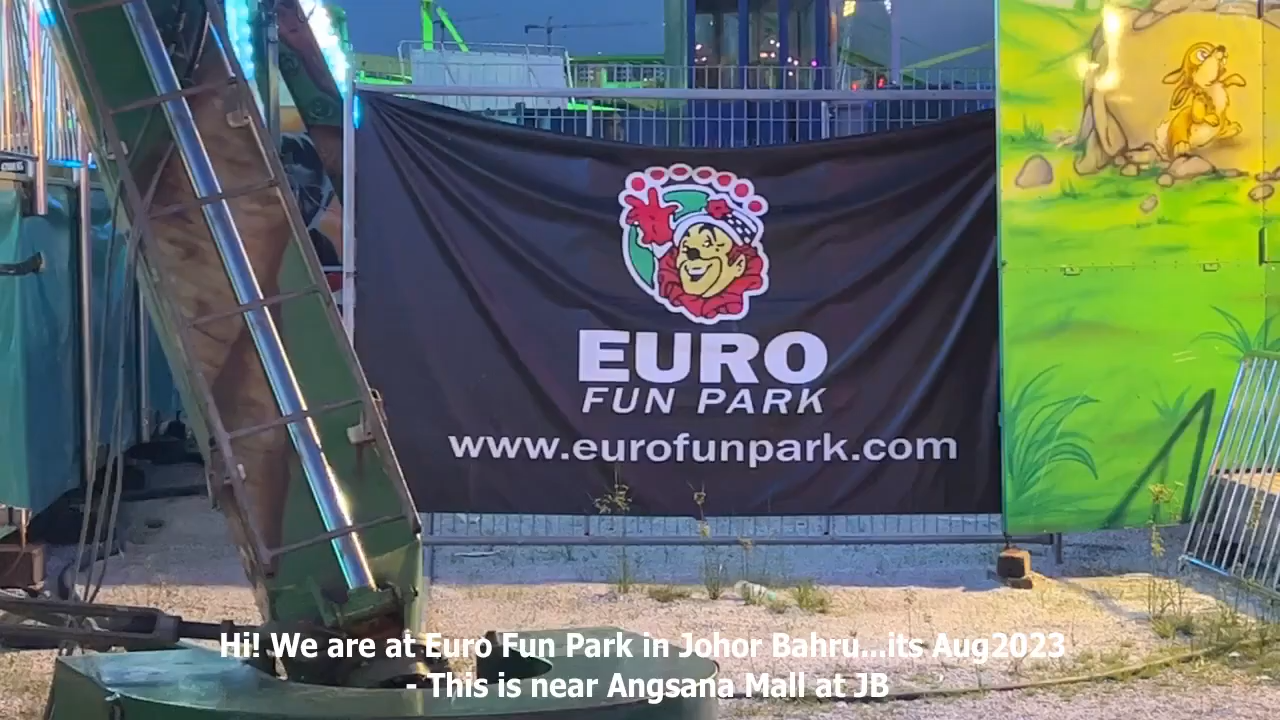 EURO
FUN PARK
www.eurofunpark.com
Hi! We are at Euro Fun Park in Johor Bahru...its Aug2023
- This is near Angsana Mall at JB